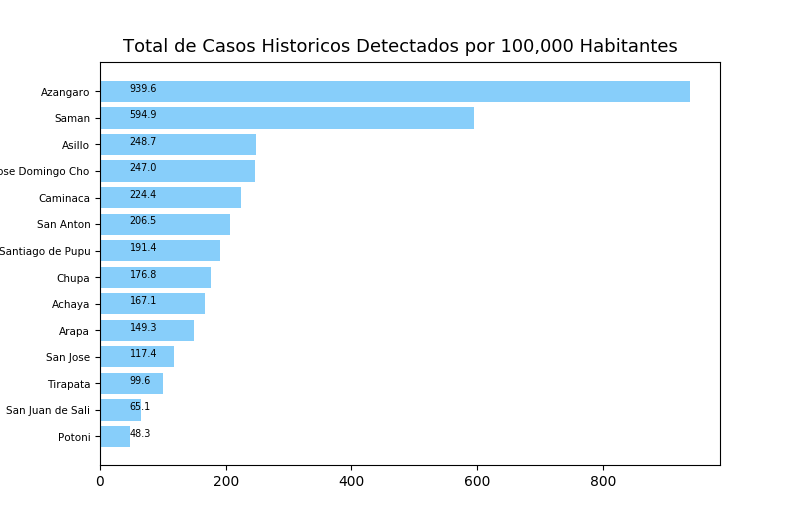 Total de Casos Historicos Detectados por 100,000 Habitantes
Azangaro 939.6
Saman 594.9
Asillo 248.7
ose Domingo Cho 247.0
Caminaca 224.4
San Anton 206.5
Santiago de Pupu 191.4
Chupa 176.8
Achaya 167.1
Arapa 149.3
San Jose 117.4
Tirapata 99.6
San Juan de Sali 65.1
Potoni 48.3
0 200 400 600 800